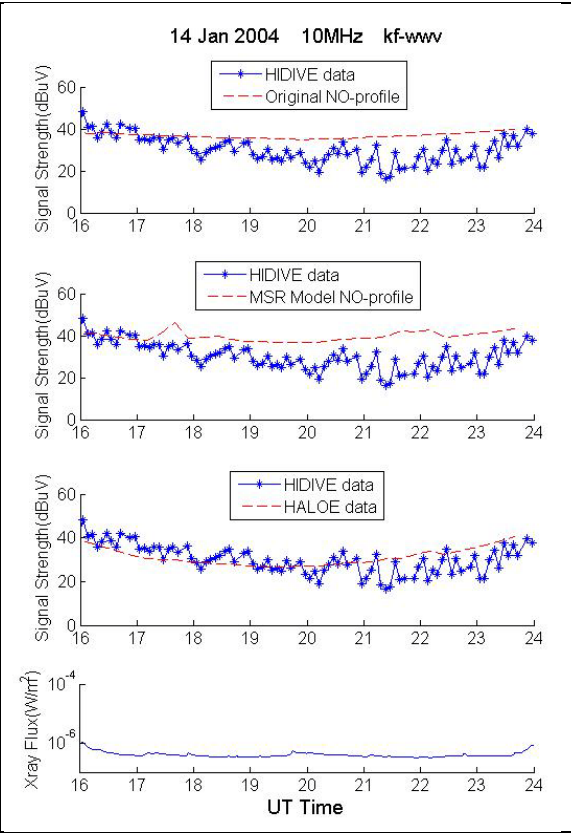 14 Jan 2004 10MHz kf-wwv
HIDIVE data
Original NO-profile
Signal Strength(dBuV)
60
40
20
0
16 17 18 19 20 21 22 23 24
HIDIVE data
MSR Model NO-profile
Signal Strength(dBuV)
60
40
20
0
16 17 18 19 20 21 22 23 24
HIDIVE data
HALOE data
Signal Strength(dBuV)
60
40
20
0
16 17 18 19 20 21 22 23 24
Xray Flux(W/m²)
10⁻⁴
10⁻⁶
16 17 18 19 20 21 22 23 24
UT Time